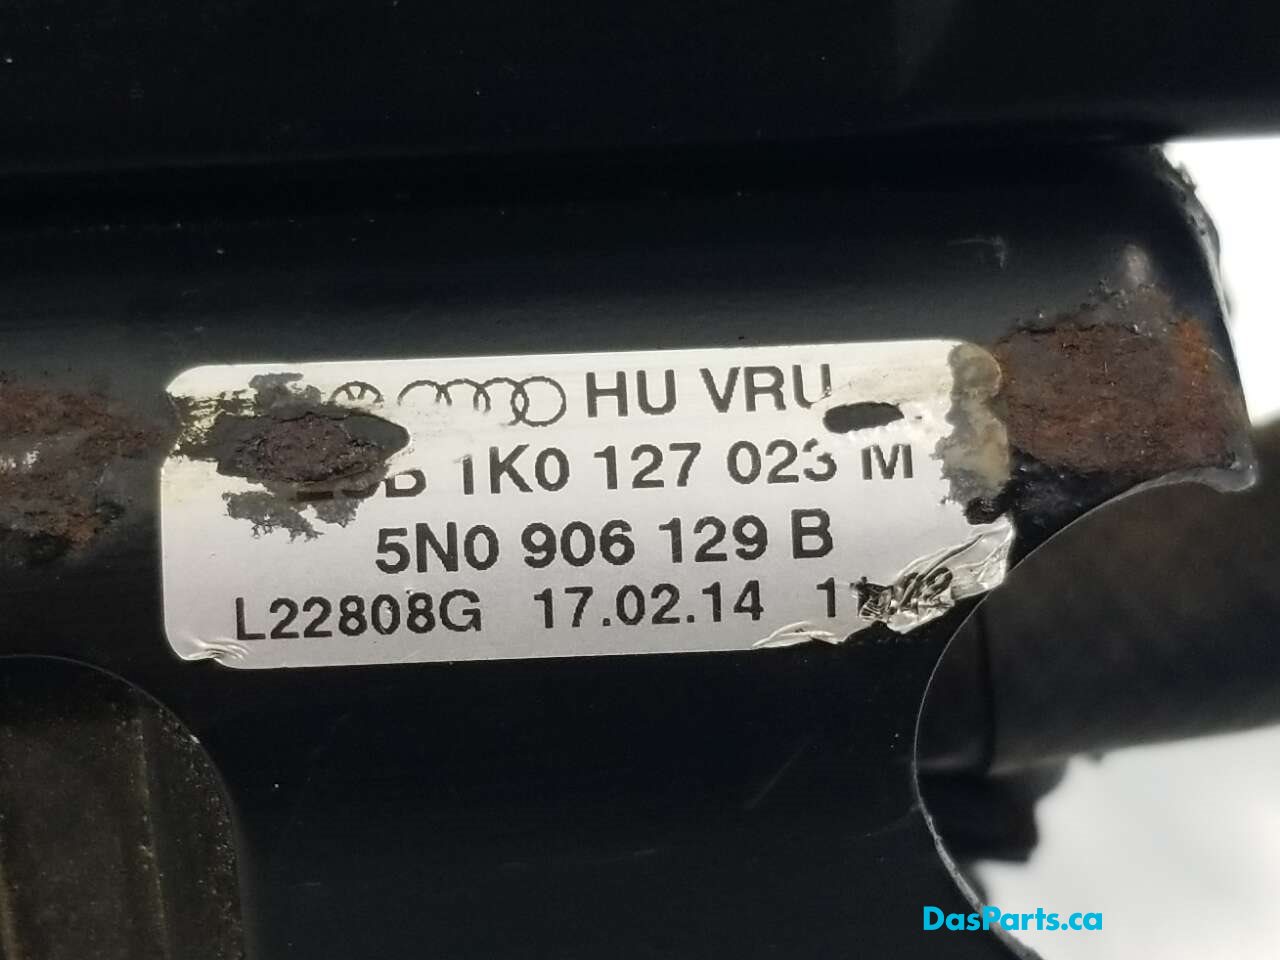 HU VRU
1K0 127 023 M
5N0 906 129 B
L22808G 17.02.14
DasParts.ca